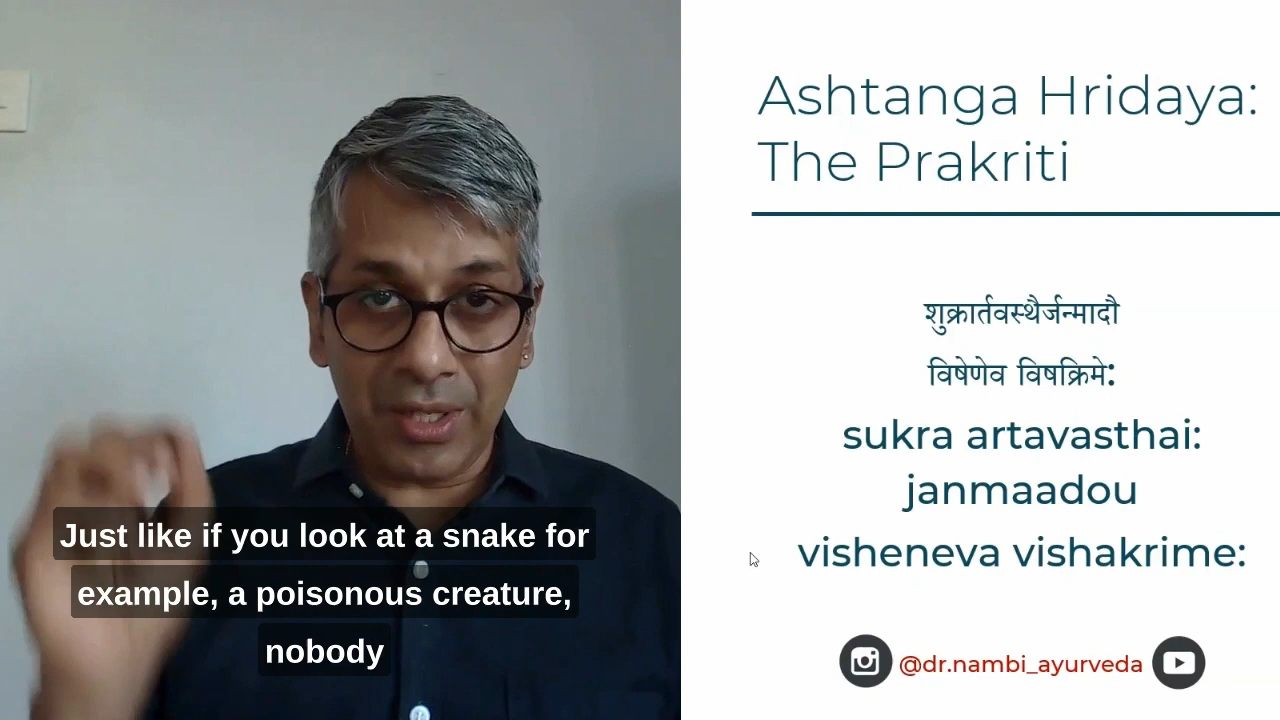 Ashtanga Hridaya:
The Prakriti
शुक्रार्तवस्थैर्जन्मादौ
विषेणेव विषक्रिमे:
sukra artavasthai:
janmaadou
visheneva vishakrime:
@dr.nambi_ayurveda
Just like if you look at a snake for
example, a poisonous creature,
nobody